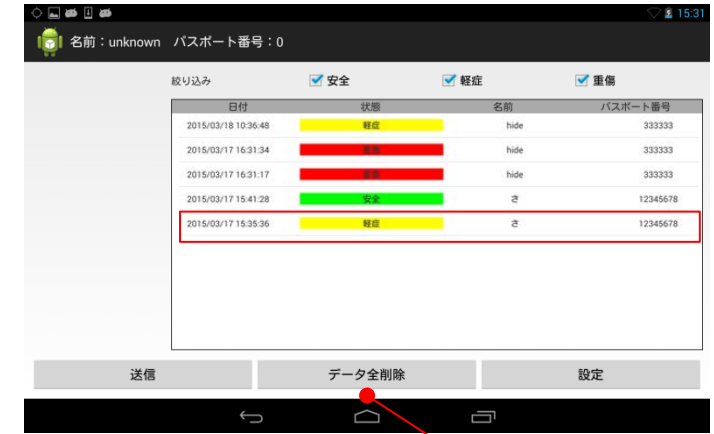 15:31
名前：unknown パスポート番号：0
絞り込み 安全 軽症 重傷
日付 状態 名前 パスポート番号
2015/03/18 10:36:48 軽症 hide 333333
2015/03/17 16:31:34 hide 333333
2015/03/17 16:31:17 hide 333333
2015/03/17 15:41:28 安全 さ 12345678
2015/03/17 15:35:36 軽症 さ 12345678
送信 データ全削除 設定